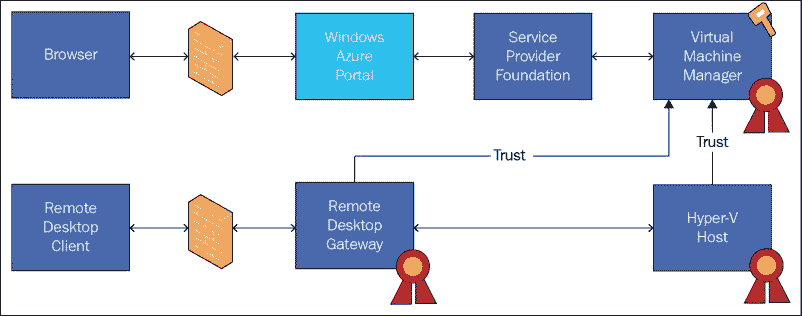 Browser
Windows
Azure
Portal
Service
Provider
Foundation
Virtual
Machine
Manager
Trust
Trust
Remote
Desktop
Client
Remote
Desktop
Gateway
Hyper-V
Host